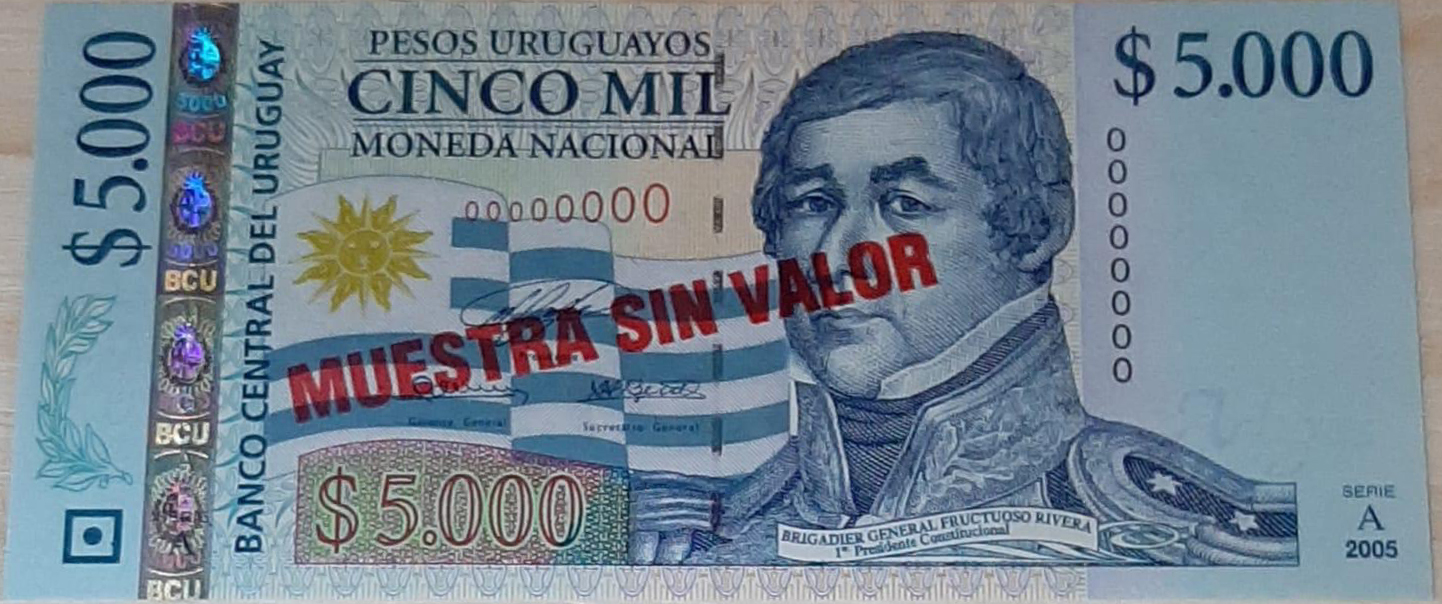 $ 5.000
5000
BCU
BCU
BCU
BCU
BANCO CENTRAL DEL URUGUAY
PESOS URUGUAYOS
CINCO MIL
MONEDA NACIONAL
00000000
MUESTRA SIN VALOR
Gerente General
Secretario General
$ 5.000
BRIGADIER GENERAL FRUCTUOSO RIVERA
1er Presidente Constitucional
$ 5.000
00000000
SERIE
A
2005